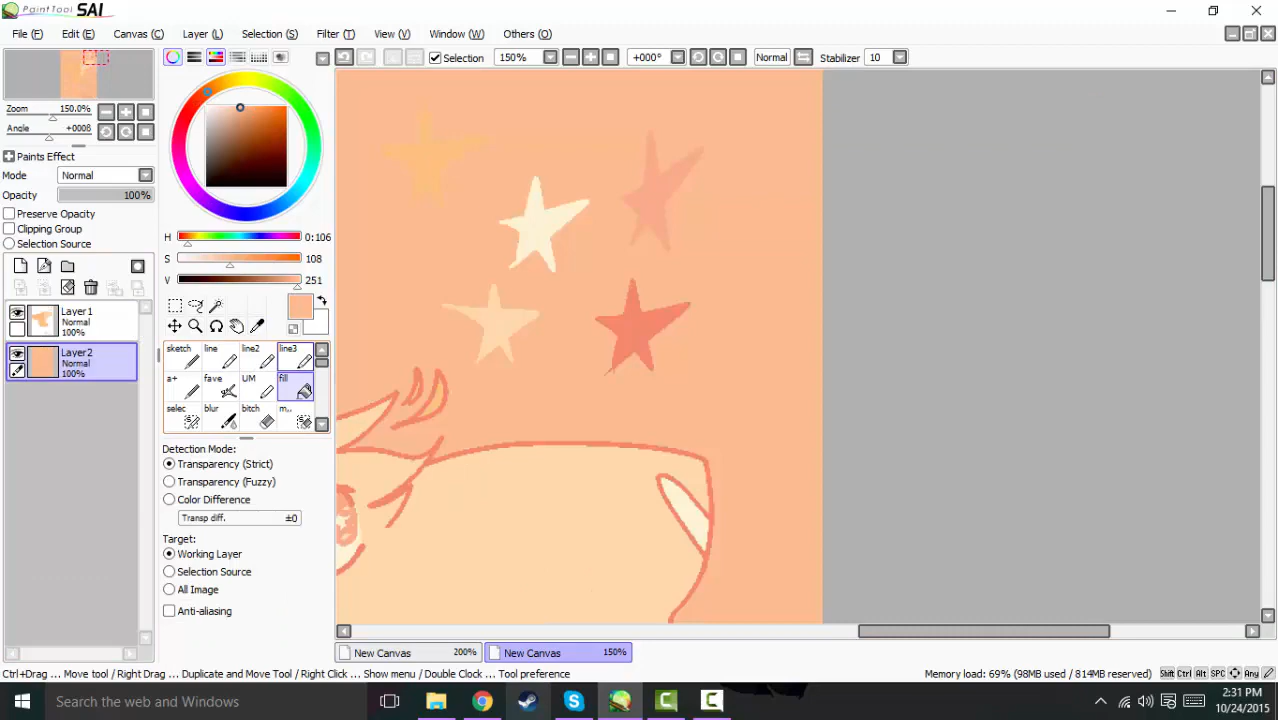 PaintTool SAI
File (F) Edit (E) Canvas (C) Layer (L) Selection (S) Filter (T) View (V) Window (W) Others (O)
Selection 150% +000° Normal Stabilizer 10
Zoom 150.0%
Angle +000ß
Paints Effect
Mode Normal
Opacity 100%
Preserve Opacity
Clipping Group
Selection Source
Layer1
Normal
100%
Layer2
Normal
100%
H 0:106
S 108
V 251
sketch line line2 line3
a+ fave UM fill
selec blur bitch m..
Detection Mode:
Transparency (Strict)
Transparency (Fuzzy)
Color Difference
Transp diff. ±0
Target:
Working Layer
Selection Source
All Image
Anti-aliasing
New Canvas 200% New Canvas 150%
Ctrl+Drag ... Move tool / Right Drag ... Duplicate and Move Tool / Right Click ... Show menu / Double Click ... Tool preference
Memory load: 69% (98MB used / 814MB reserved) Shift Ctrl Alt SPC Any
Search the web and Windows
2:31 PM
10/24/2015